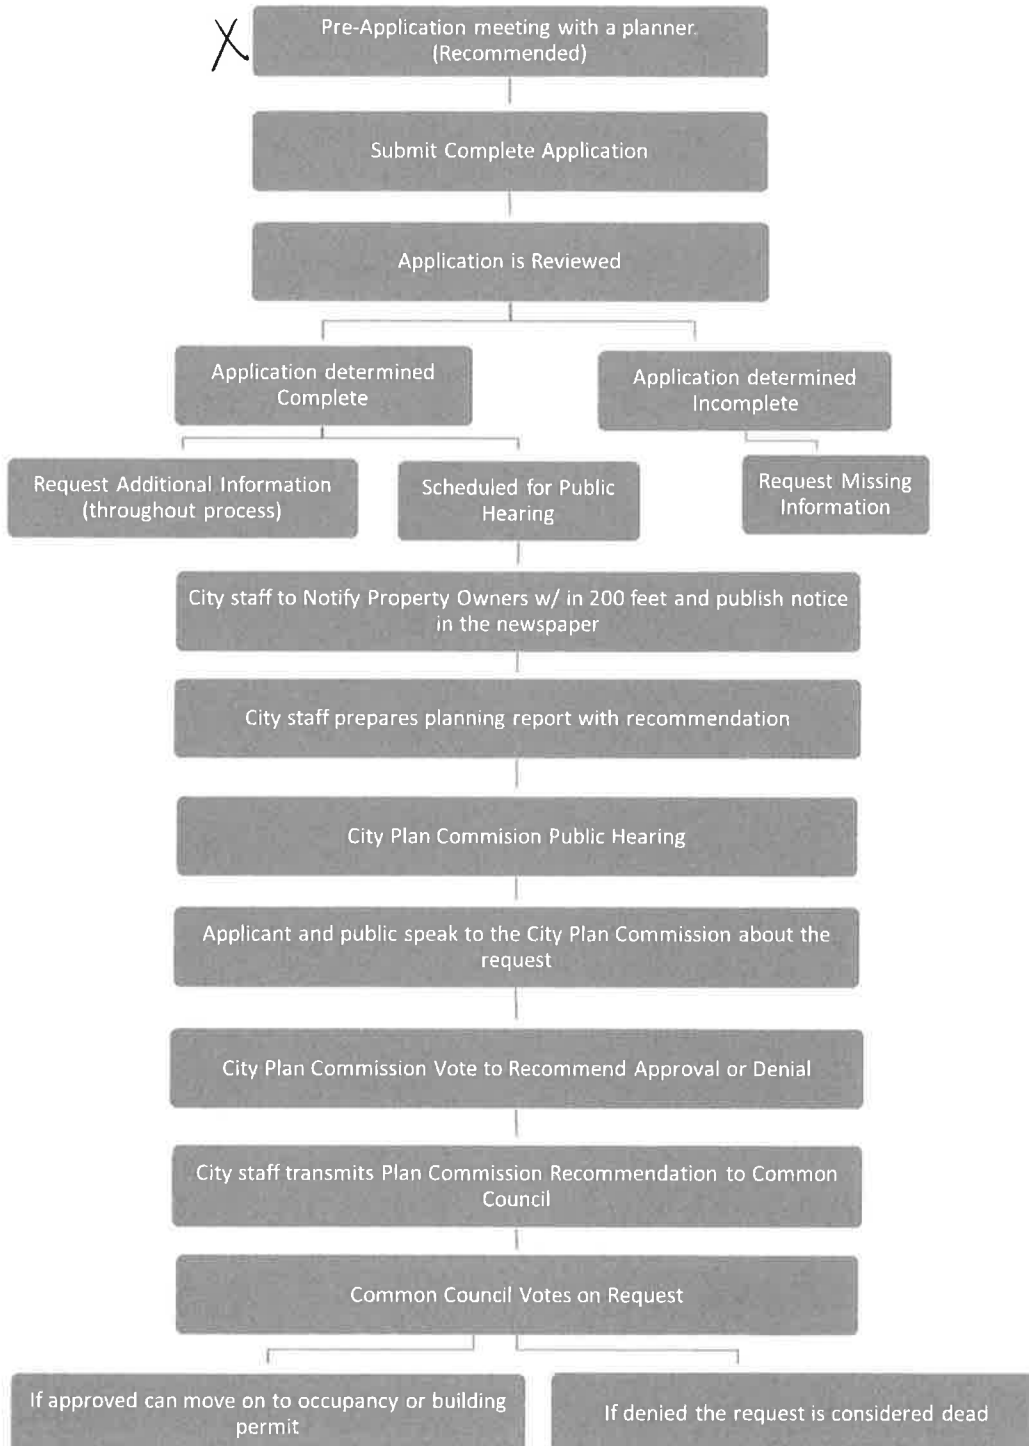 X
Pre-Application meeting with a planner.
(Recommended)
Submit Complete Application
Application is Reviewed
Application determined
Complete
Application determined
Incomplete
Request Additional Information
(throughout process)
Scheduled for Public
Hearing
Request Missing
Information
City staff to Notify Property Owners w/ in 200 feet and publish notice
in the newspaper
City staff prepares planning report with recommendation
City Plan Commision Public Hearing
Applicant and public speak to the City Plan Commission about the
request
City Plan Commission Vote to Recommend Approval or Denial
City staff transmits Plan Commission Recommendation to Common
Council
Common Council Votes on Request
If approved can move on to occupancy or building
permit
If denied the request is considered dead